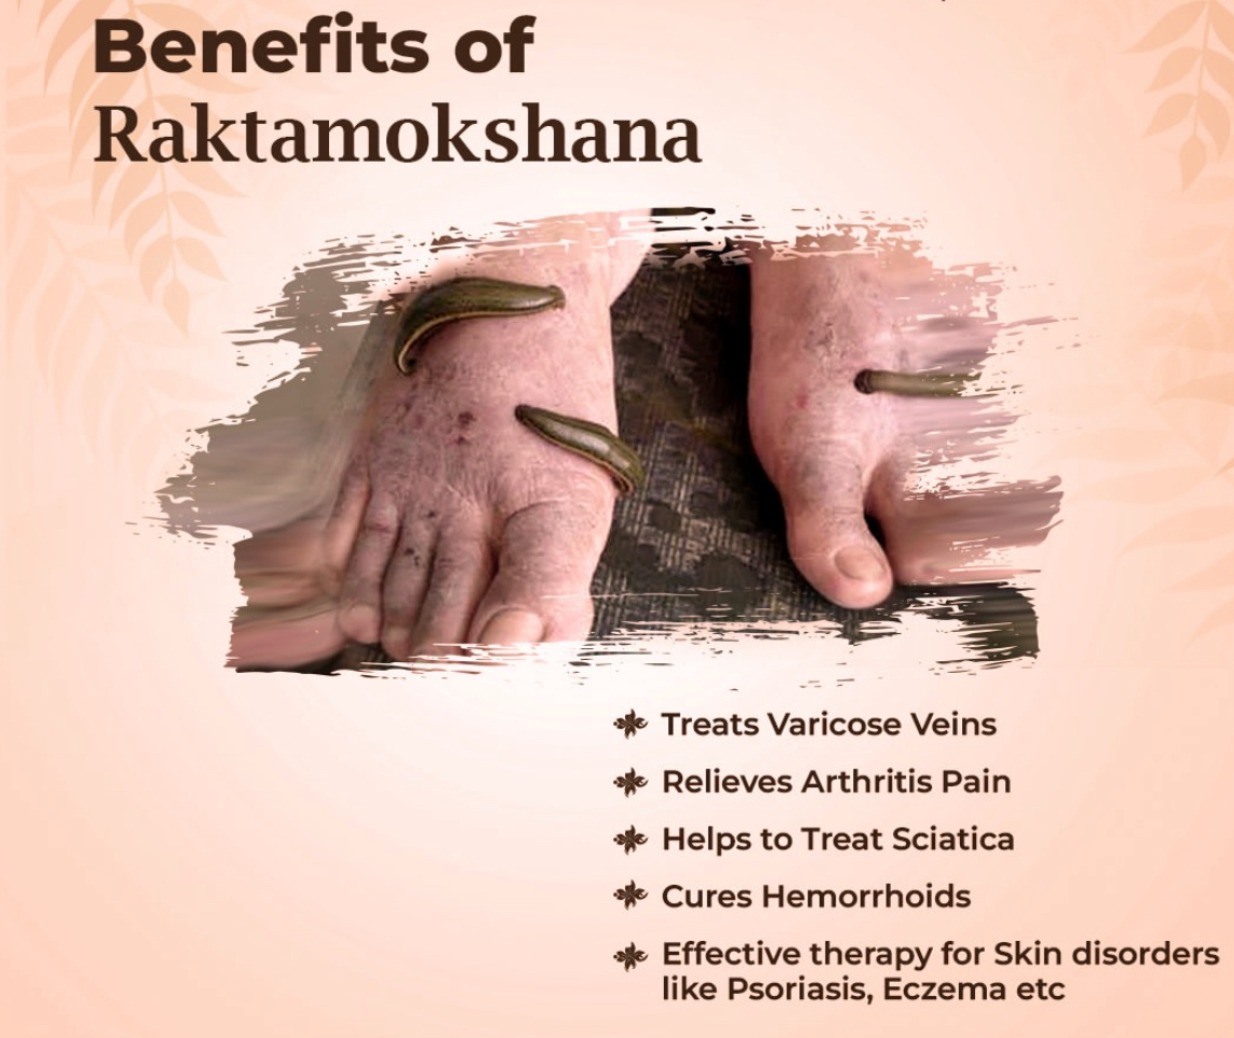 Benefits of
Raktamokshana
Treats Varicose Veins
Relieves Arthritis Pain
Helps to Treat Sciatica
Cures Hemorrhoids
Effective therapy for Skin disorders
like Psoriasis, Eczema etc